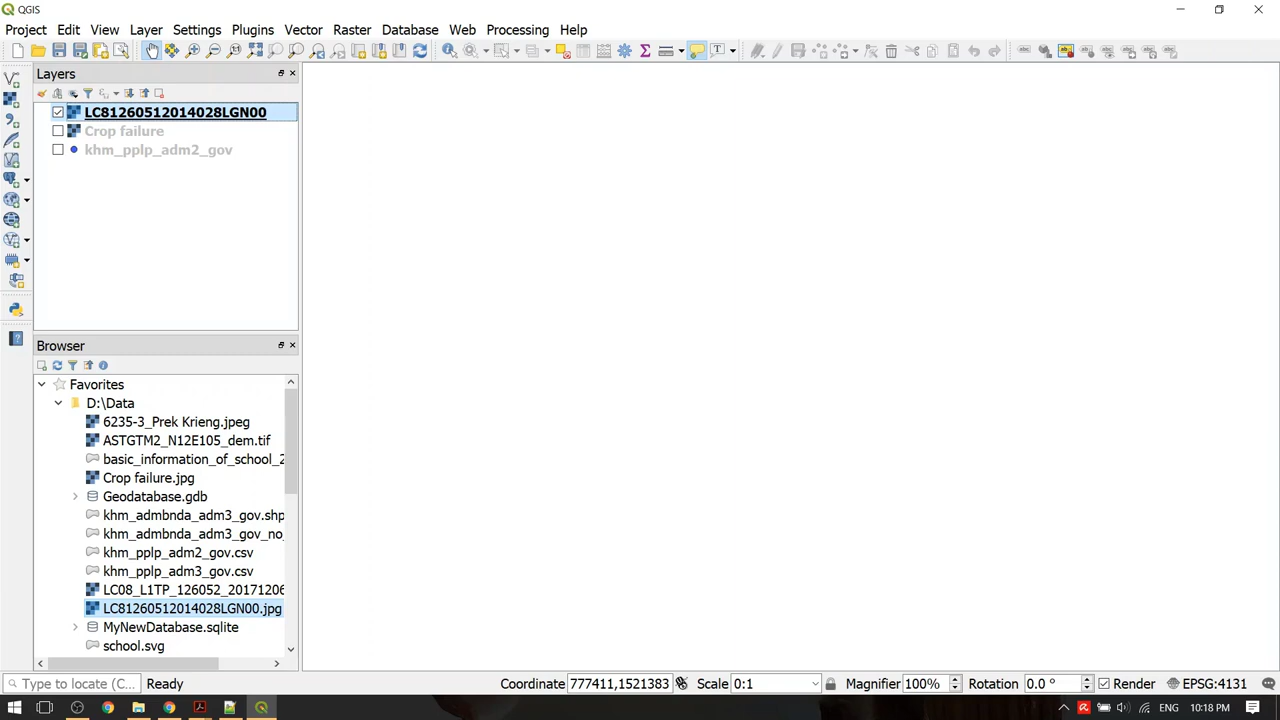 QGIS
Project Edit View Layer Settings Plugins Vector Raster Database Web Processing Help
Layers
LC81260512014028LGN00
Crop failure
khm_pplp_adm2_gov
Browser
Favorites
D:\Data
6235-3_Prek Krieng.jpeg
ASTGTM2_N12E105_dem.tif
basic_information_of_school_2
Crop failure.jpg
Geodatabase.gdb
khm_admbnda_adm3_gov.shp
khm_admbnda_adm3_gov_no_
khm_pplp_adm2_gov.csv
khm_pplp_adm3_gov.csv
LC08_L1TP_126052_20171206
LC81260512014028LGN00.jpg
MyNewDatabase.sqlite
school.svg
Type to locate (C... Ready Coordinate 777411,1521383 Scale 0:1 Magnifier 100% Rotation 0.0 ° Render EPSG:4131
ENG 10:18 PM